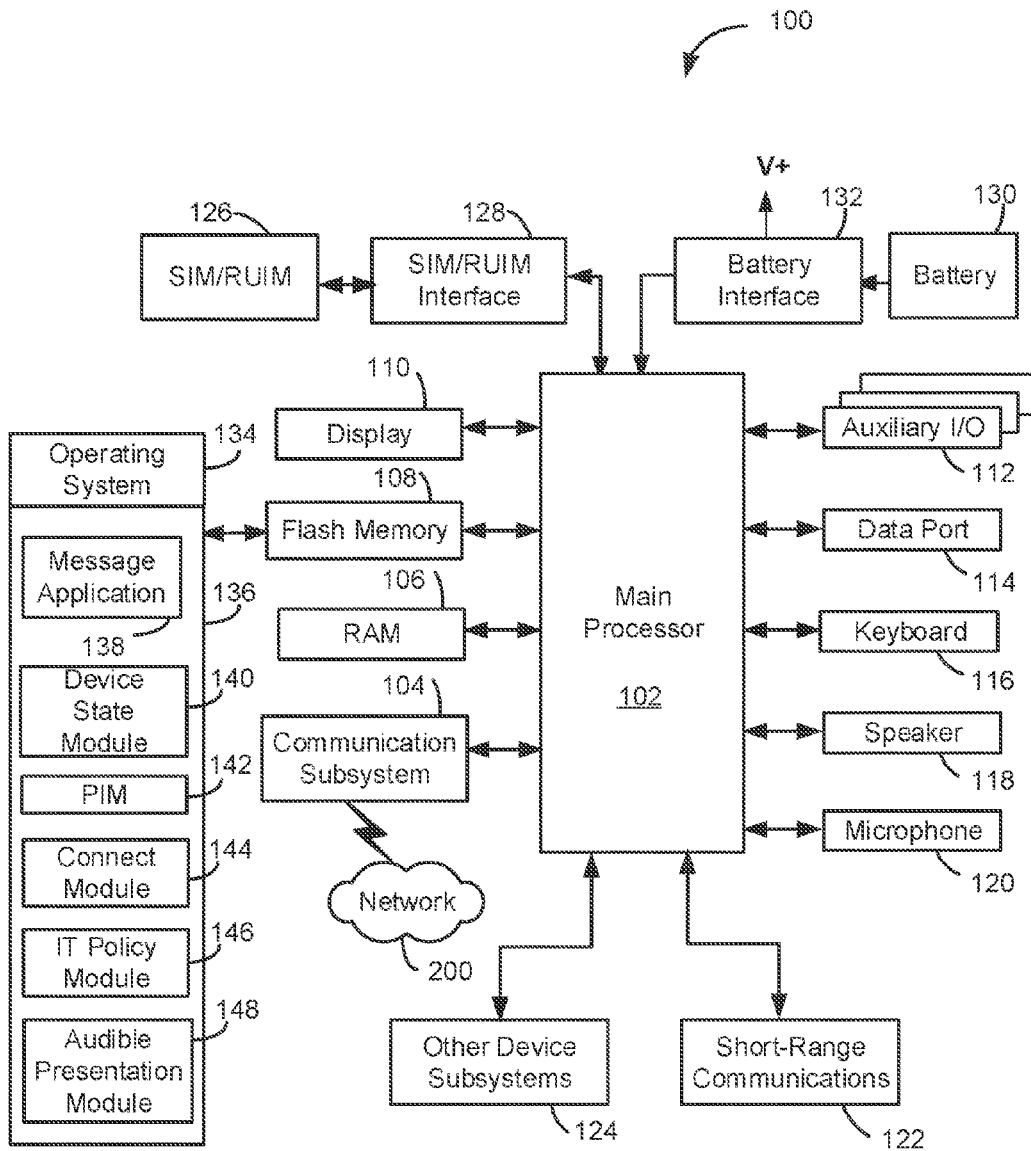 100
V+
126
128
132
130
SIM/RUIM
SIM/RUIM
Interface
Battery
Interface
Battery
110
Display
Auxiliary I/O
112
Operating
System
134
108
Flash Memory
Data Port
114
Message
Application
138
136
106
RAM
Main
Processor
102
Keyboard
116
Device
State
Module
140
104
Communication
Subsystem
Speaker
118
PIM
142
Connect
Module
144
Network
200
Microphone
120
IT Policy
Module
146
Audible
Presentation
Module
148
Other Device
Subsystems
124
Short-Range
Communications
122